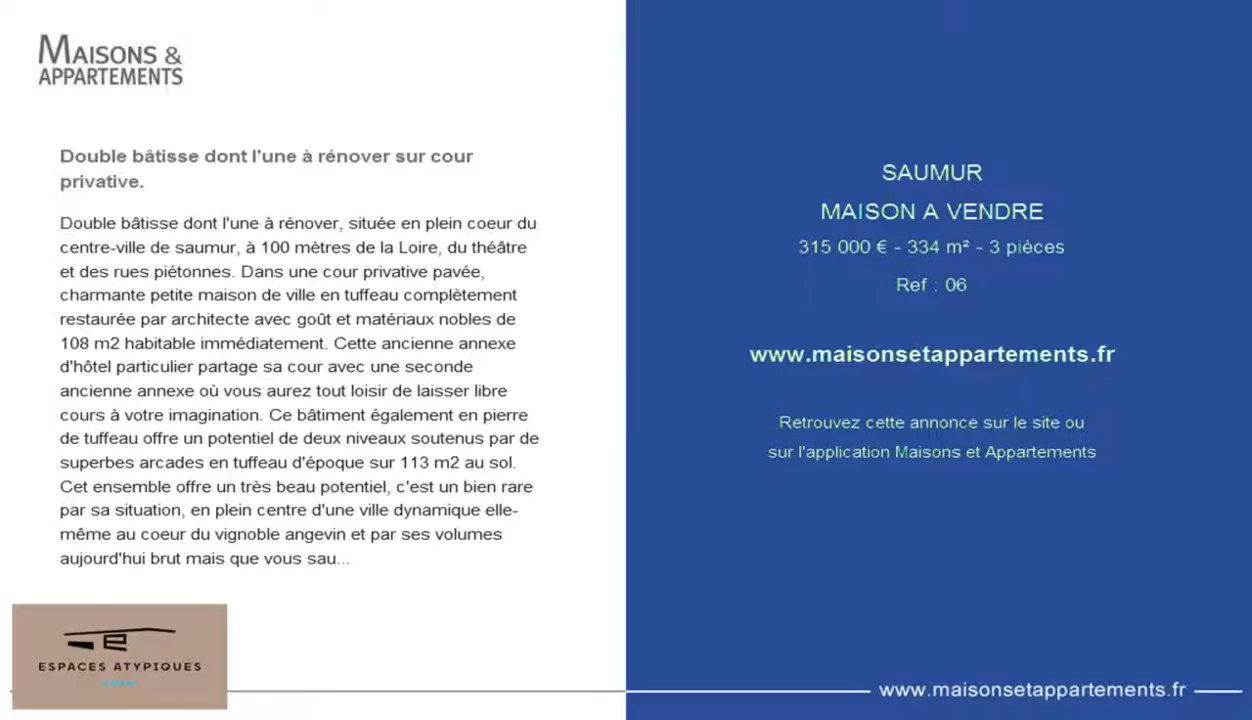 MAISONS &
APPARTEMENTS
Double bâtisse dont l'une à rénover sur cour
privative.
Double bâtisse dont l'une à rénover, située en plein coeur du
centre-ville de saumur, à 100 mètres de la Loire, du théâtre
et des rues piétonnes. Dans une cour privative pavée,
charmante petite maison de ville en tuffeau complètement
restaurée par architecte avec goût et matériaux nobles de
108 m2 habitable immédiatement. Cette ancienne annexe
d'hôtel particulier partage sa cour avec une seconde
ancienne annexe où vous aurez tout loisir de laisser libre
cours à votre imagination. Ce bâtiment également en pierre
de tuffeau offre un potentiel de deux niveaux soutenus par de
superbes arcades en tuffeau d'époque sur 113 m2 au sol.
Cet ensemble offre un très beau potentiel, c'est un bien rare
par sa situation, en plein centre d'une ville dynamique elle-
même au coeur du vignoble angevin et par ses volumes
aujourd'hui brut mais que vous sau...
ESPACES ATYPIQUES
SAUMUR
MAISON A VENDRE
315 000 € - 334 m² - 3 pièces
Ref : 06
www.maisonsetappartements.fr
Retrouvez cette annonce sur le site ou
sur l'application Maisons et Appartements
www.maisonsetappartements.fr